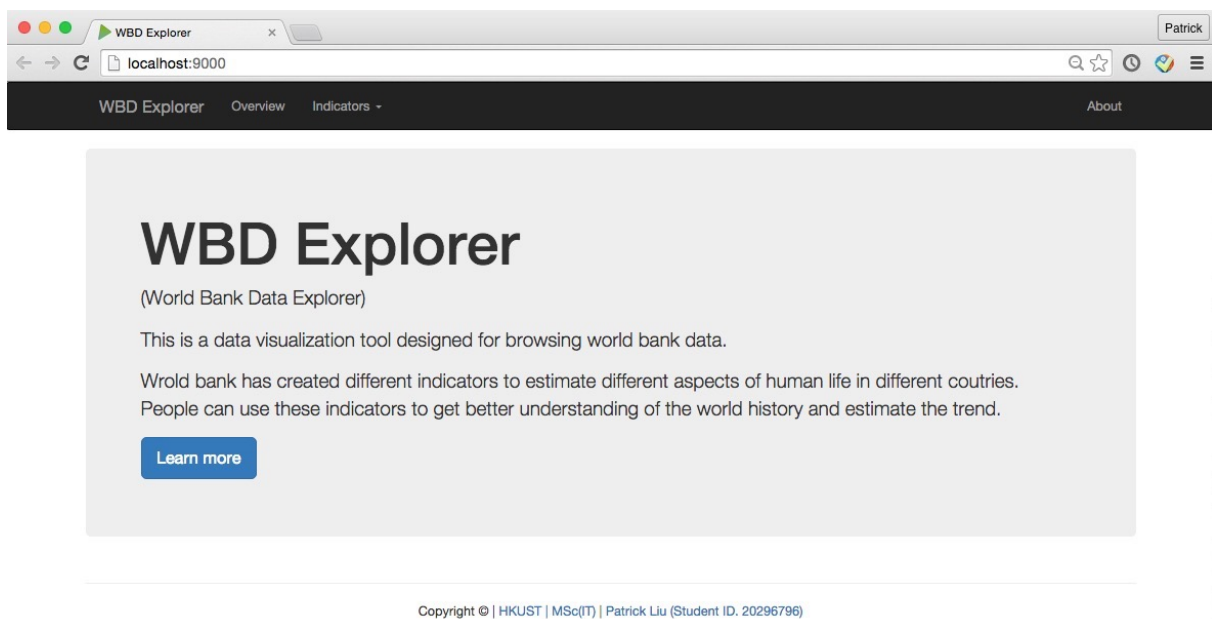 WBD Explorer
Patrick
localhost:9000
WBD Explorer Overview Indicators About
WBD Explorer
(World Bank Data Explorer)
This is a data visualization tool designed for browsing world bank data.
Wrold bank has created different indicators to estimate different aspects of human life in different coutries.
People can use these indicators to get better understanding of the world history and estimate the trend.
Learn more
Copyright © | HKUST | MSc(IT) | Patrick Liu (Student ID. 20296796)